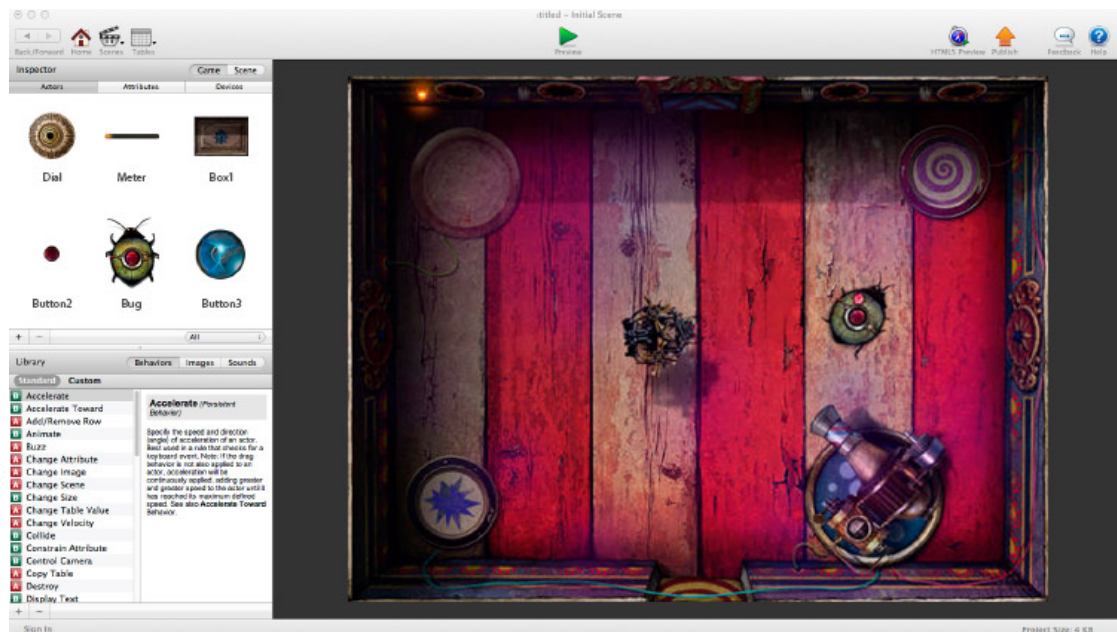 titled – Initial Scene
Back/Forward Home Scenes Tables Preview HTML5 Preview Publish Feedback Help
Inspector Game Scene
Actors Attributes Devices
Dial Meter Box1
Button2 Bug Button3
+ − All
Library Behaviors Images Sounds
Standard Custom
B Accelerate
B Accelerate Toward
A Add/Remove Row
B Animate
A Buzz
A Change Attribute
A Change Image
A Change Scene
B Change Size
A Change Table Value
A Change Velocity
B Collide
B Constrain Attribute
B Control Camera
A Copy Table
A Destroy
B Display Text
Accelerate (Persistent
Behavior)
Specify the speed and direction
(angle) of acceleration of an actor.
Best used in a rule that checks for a
keyboard event. Note: If the drag
behavior is not also applied to an
actor, acceleration will be
continuously applied, adding greater
and greater speed to the actor until it
has reached its maximum defined
speed. See also Accelerate Toward
Behavior.
+ −
Sign In Project Size: 4 KB